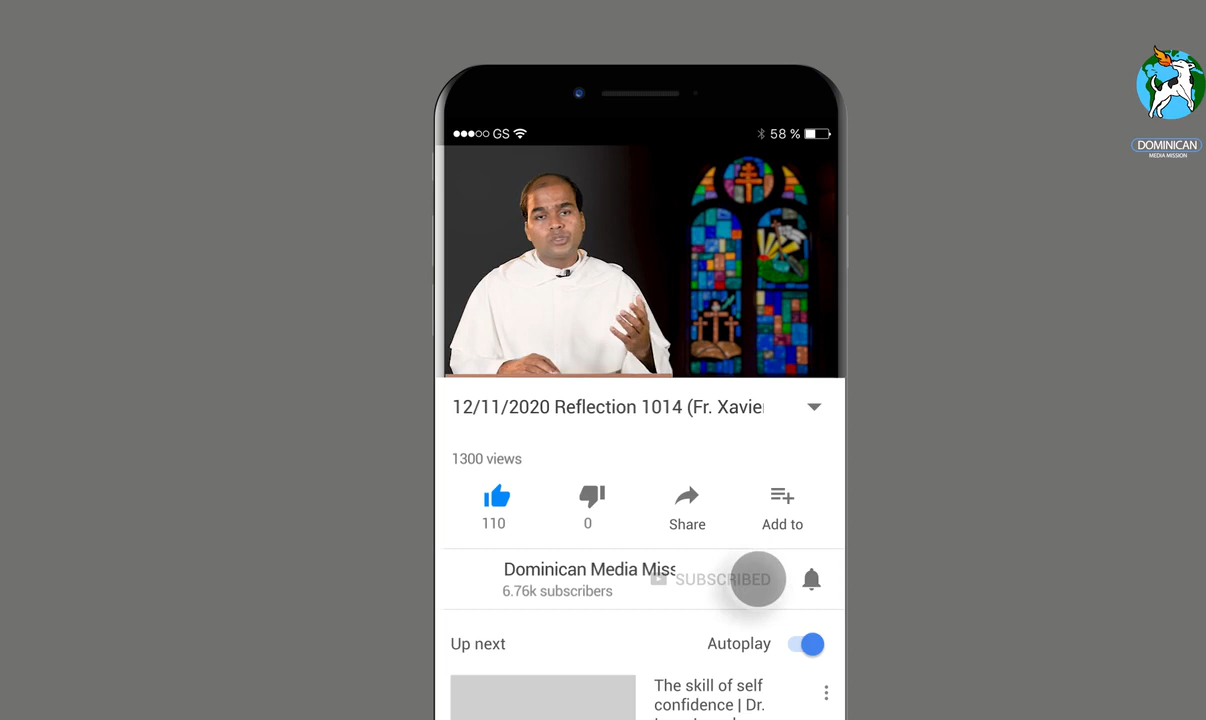 GS
58 %
DOMINICAN
MEDIA MISSION
12/11/2020 Reflection 1014 (Fr. Xavie
1300 views
110
0
Share
Add to
Dominican Media Miss
SUBSCRIBED
6.76k subscribers
Up next
Autoplay
The skill of self
confidence | Dr.